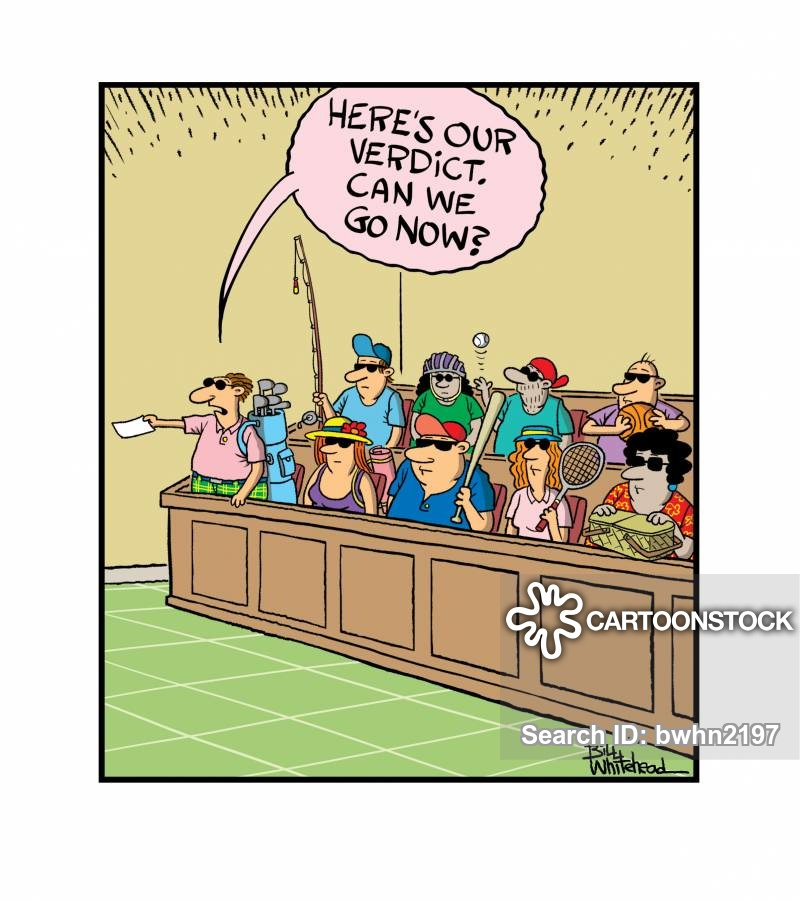 HERE'S OUR
VERDICT.
CAN WE
GO NOW?
CARTOONSTOCK
Search ID: bwhn2197
Bill
Whitehead